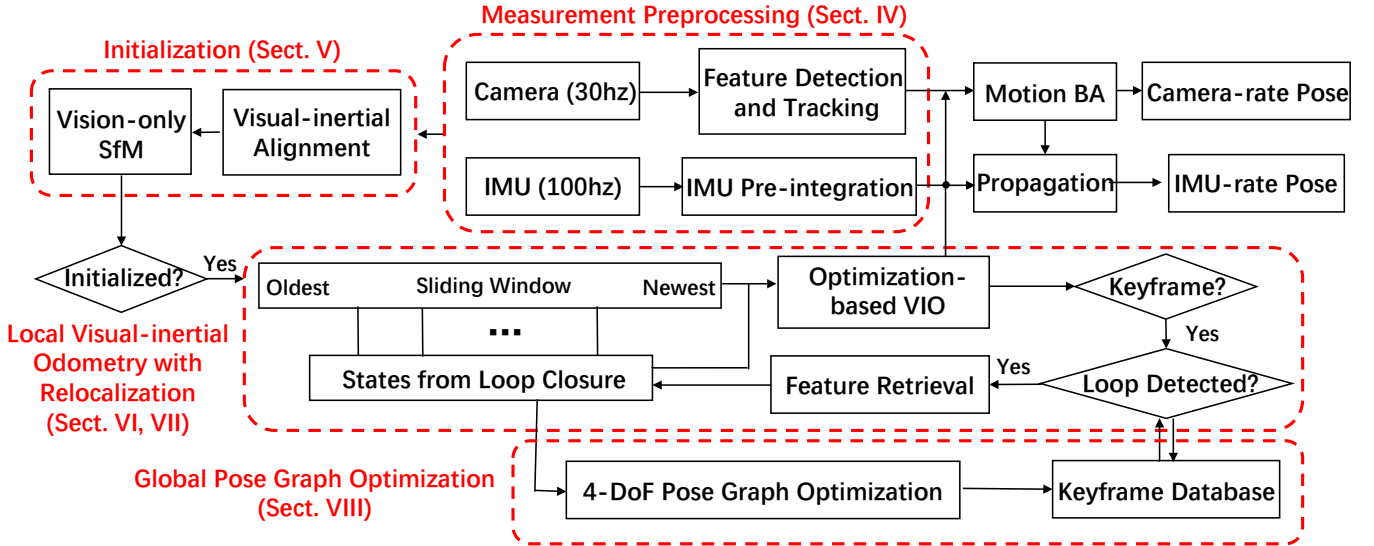 Measurement Preprocessing (Sect. IV)
Initialization (Sect. V)
Vision-only
SfM
Visual-inertial
Alignment
Camera (30hz)
Feature Detection
and Tracking
Motion BA
Camera-rate Pose
IMU (100hz)
IMU Pre-integration
Propagation
IMU-rate Pose
Initialized?
Yes
Oldest
Sliding Window
Newest
...
Optimization-
based VIO
Keyframe?
Yes
Local Visual-inertial
Odometry with
Relocalization
(Sect. VI, VII)
States from Loop Closure
Feature Retrieval
Yes
Loop Detected?
Global Pose Graph Optimization
(Sect. VIII)
4-DoF Pose Graph Optimization
Keyframe Database